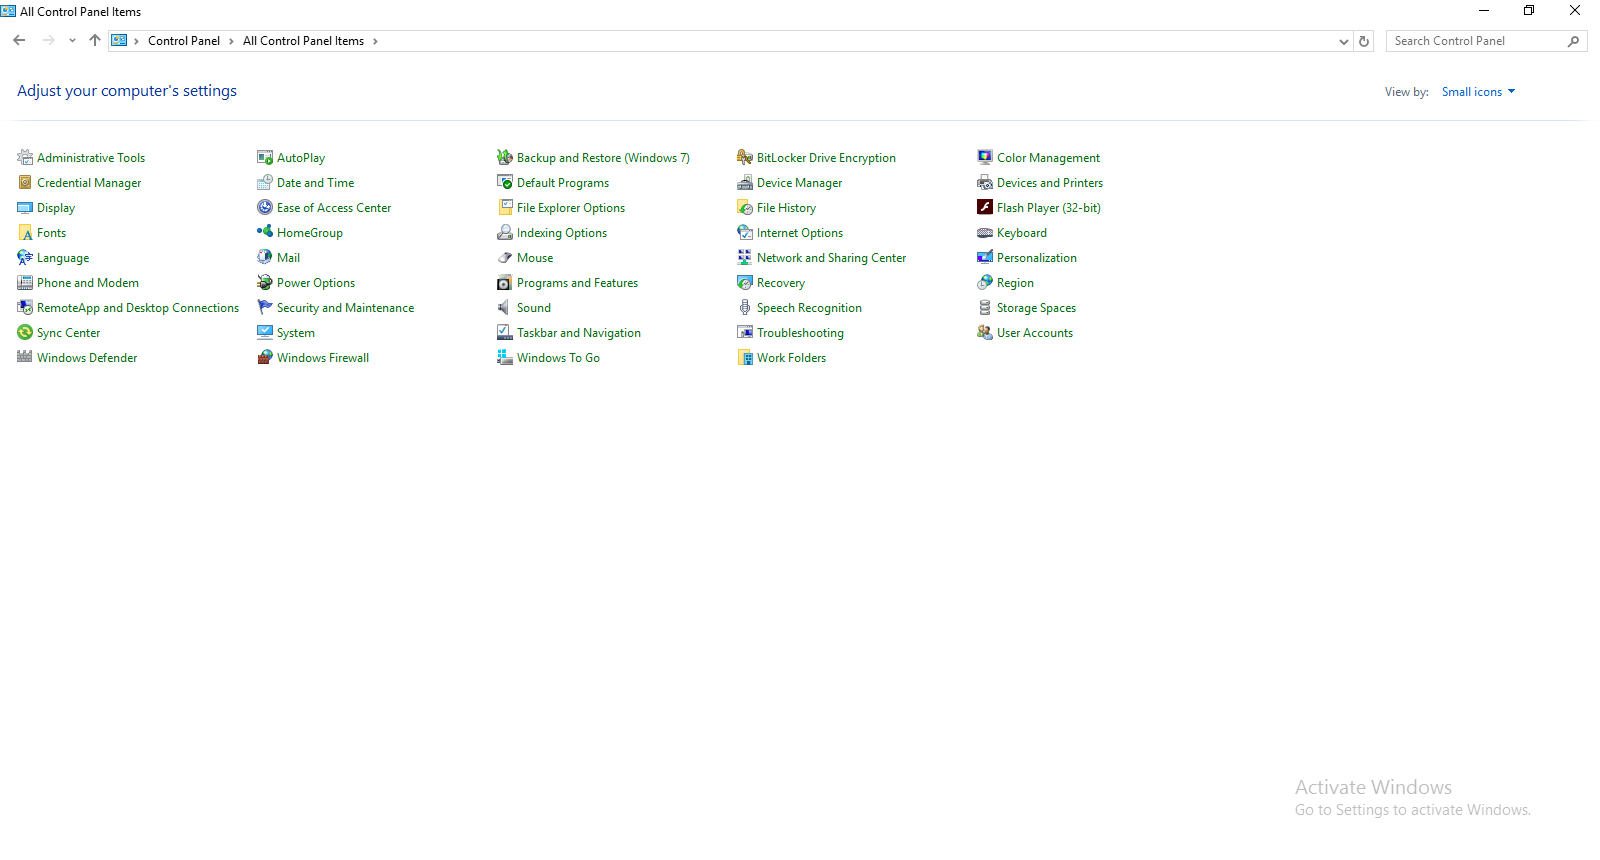 All Control Panel Items
Control Panel > All Control Panel Items >
Search Control Panel
Adjust your computer's settings
View by: Small icons
Administrative Tools
AutoPlay
Backup and Restore (Windows 7)
BitLocker Drive Encryption
Color Management
Credential Manager
Date and Time
Default Programs
Device Manager
Devices and Printers
Display
Ease of Access Center
File Explorer Options
File History
Flash Player (32-bit)
Fonts
HomeGroup
Indexing Options
Internet Options
Keyboard
Language
Mail
Mouse
Network and Sharing Center
Personalization
Phone and Modem
Power Options
Programs and Features
Recovery
Region
RemoteApp and Desktop Connections
Security and Maintenance
Sound
Speech Recognition
Storage Spaces
Sync Center
System
Taskbar and Navigation
Troubleshooting
User Accounts
Windows Defender
Windows Firewall
Windows To Go
Work Folders
Activate Windows
Go to Settings to activate Windows.